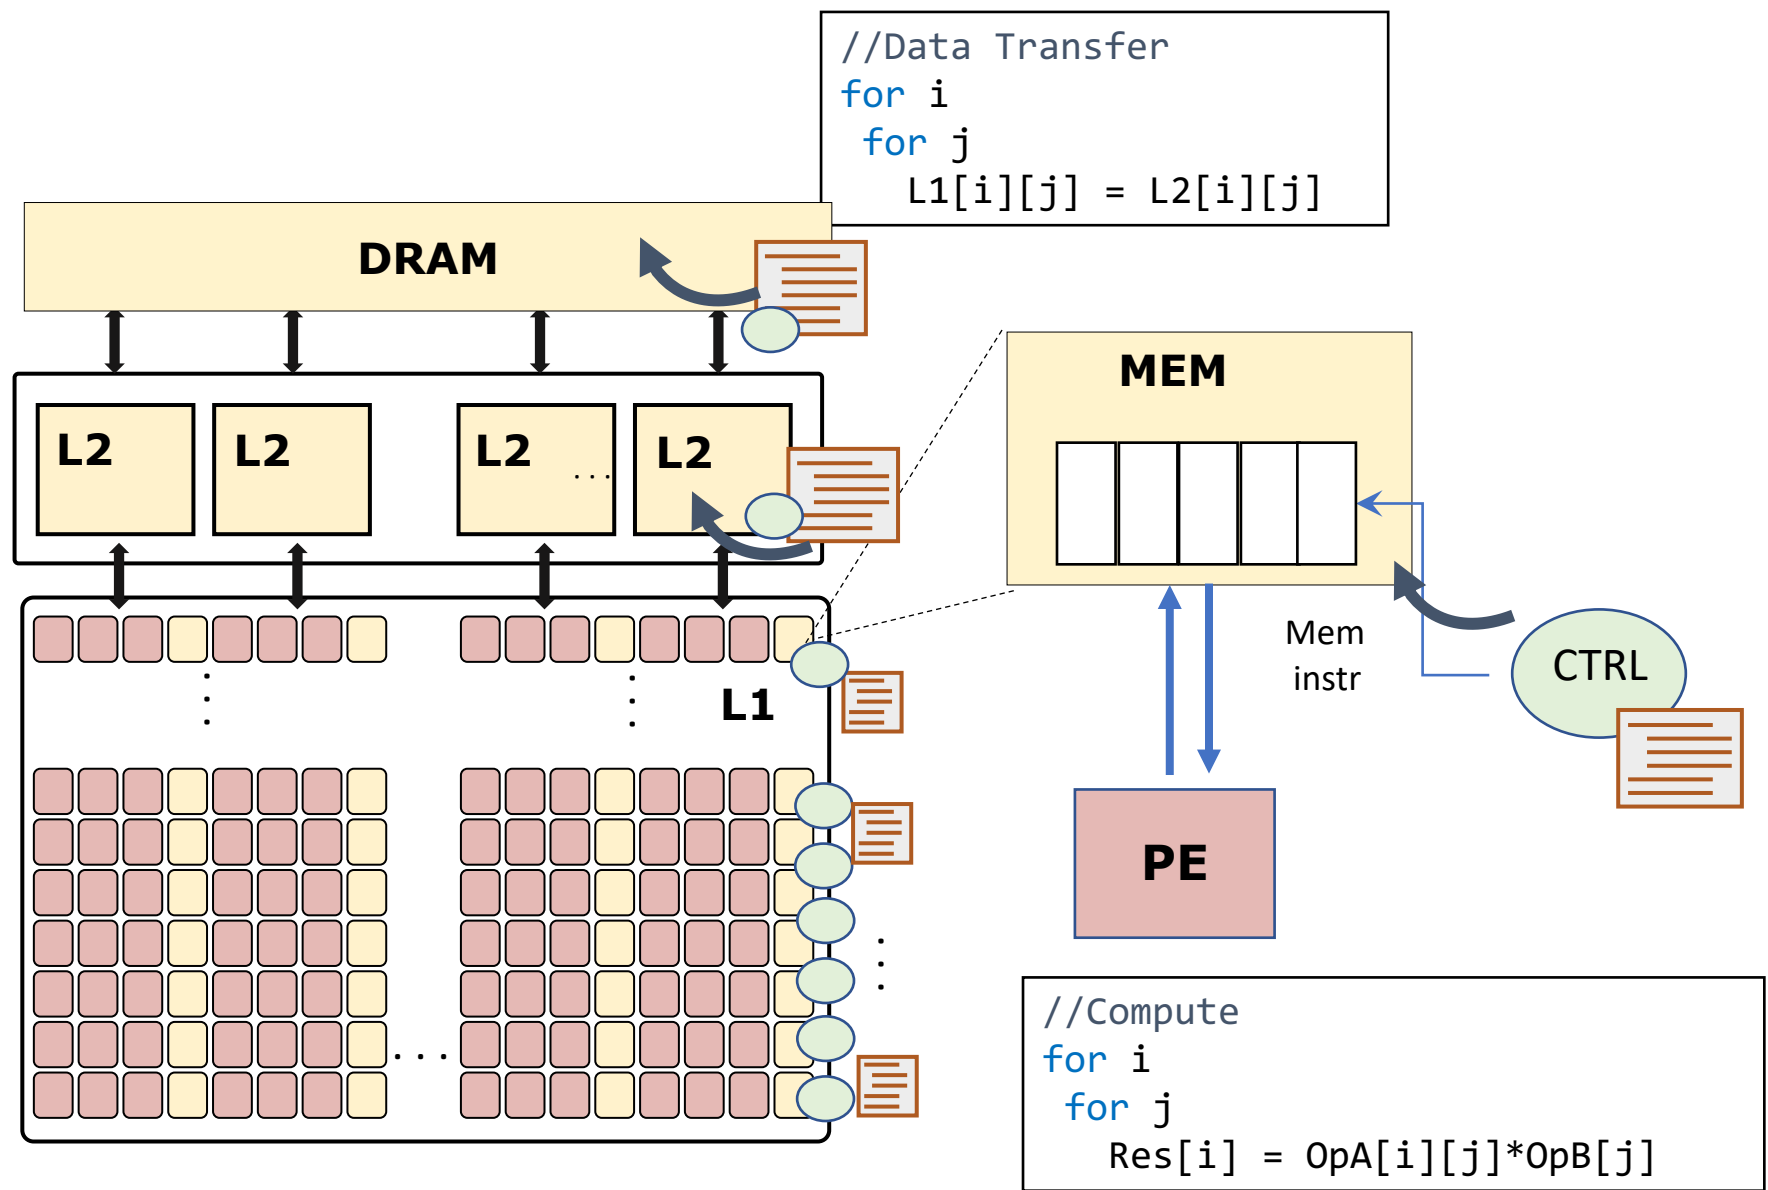 //Data Transfer
for i
for j
L1[i][j] = L2[i][j]
DRAM
MEM
L2
L2
L2
...
L2
Mem
instr
CTRL
L1
PE
...
//Compute
for i
for j
Res[i] = OpA[i][j]*OpB[j]